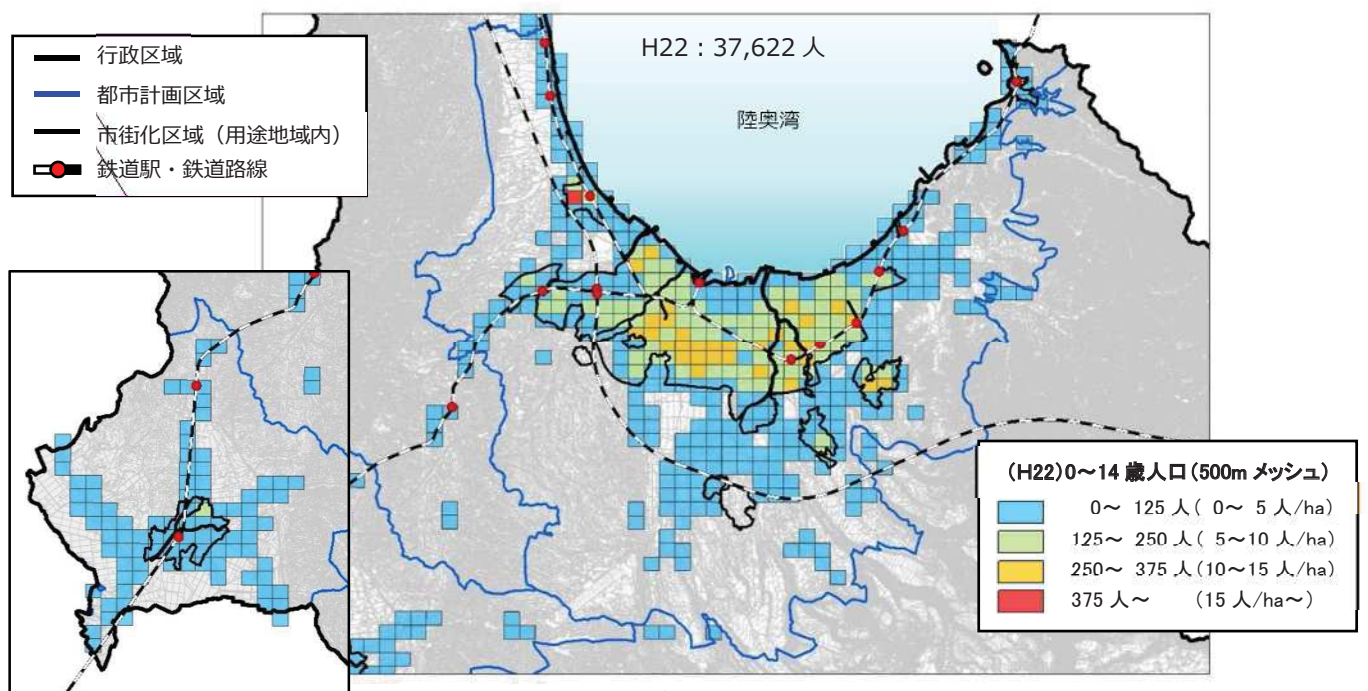 H22：37,622 人
陸奥湾
行政区域
都市計画区域
市街化区域（用途地域内）
鉄道駅・鉄道路線
(H22)0～14 歳人口(500m メッシュ)
0～ 125 人( 0～ 5 人/ha)
125～ 250 人( 5～10 人/ha)
250～ 375 人(10～15 人/ha)
375 人～ (15 人/ha～)